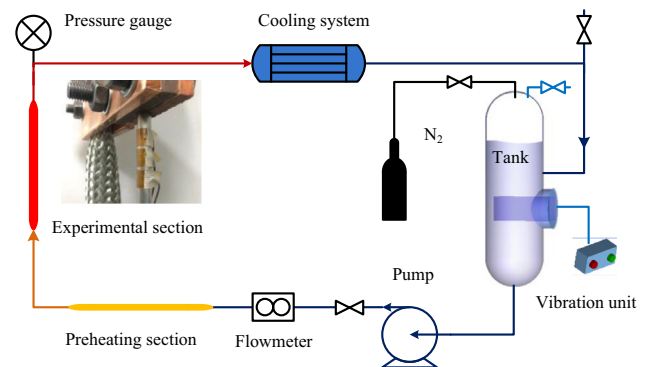 Pressure gauge
Cooling system
N₂
Tank
Experimental section
Pump
Vibration unit
Preheating section
Flowmeter